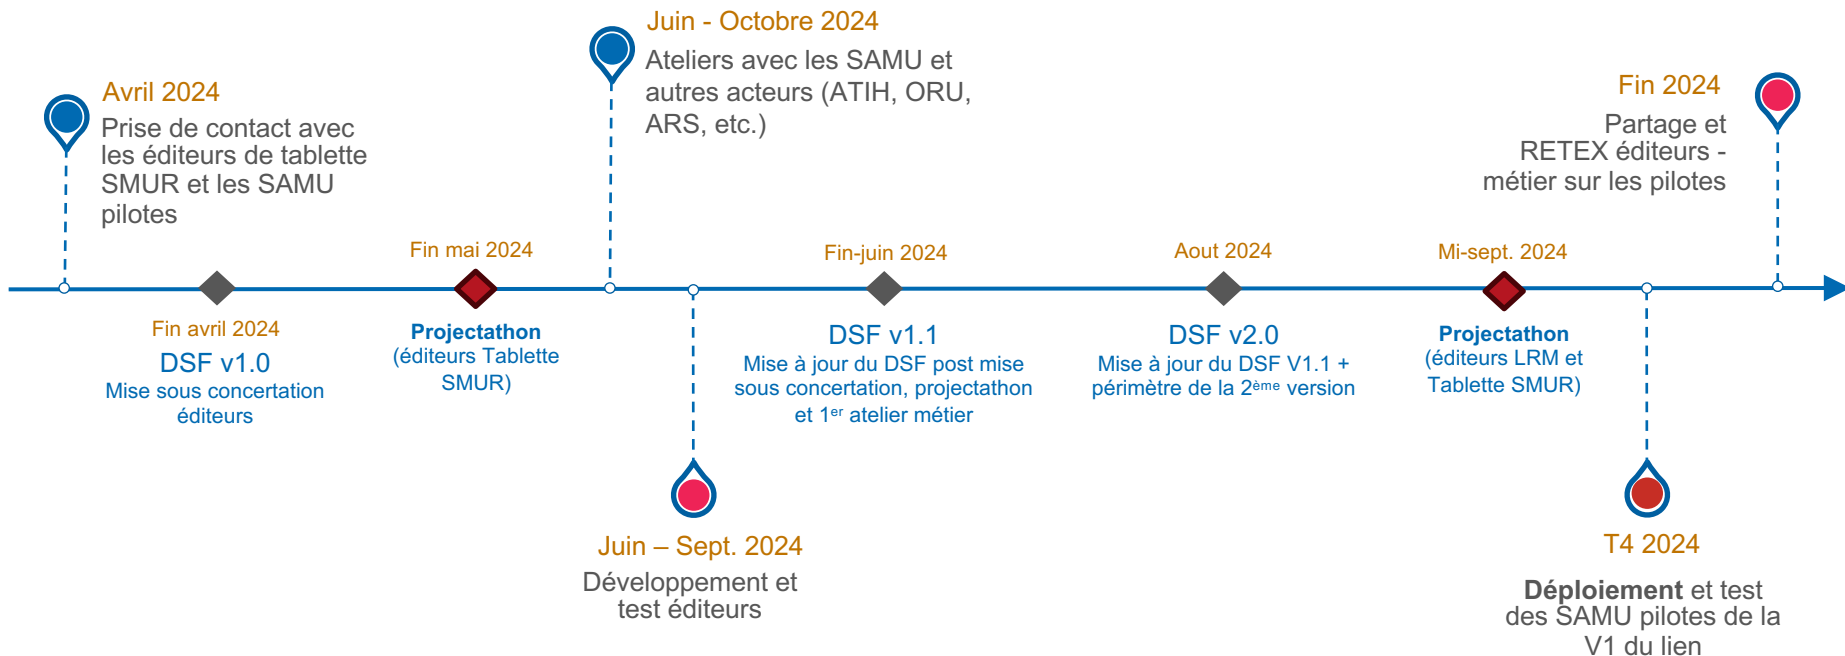 Avril 2024
Prise de contact avec
les éditeurs de tablette
SMUR et les SAMU
pilotes
Fin avril 2024
DSF v1.0
Mise sous concertation
éditeurs
Fin mai 2024
Projectathon
(éditeurs Tablette
SMUR)
Juin - Octobre 2024
Ateliers avec les SAMU et
autres acteurs (ATIH, ORU,
ARS, etc.)
Juin – Sept. 2024
Développement et
test éditeurs
Fin-juin 2024
DSF v1.1
Mise à jour du DSF post mise
sous concertation, projectathon
et 1er atelier métier
Aout 2024
DSF v2.0
Mise à jour du DSF V1.1 +
périmètre de la 2ème version
Mi-sept. 2024
Projectathon
(éditeurs LRM et
Tablette SMUR)
T4 2024
Déploiement et test
des SAMU pilotes de la
V1 du lien
Fin 2024
Partage et
RETEX éditeurs -
métier sur les pilotes